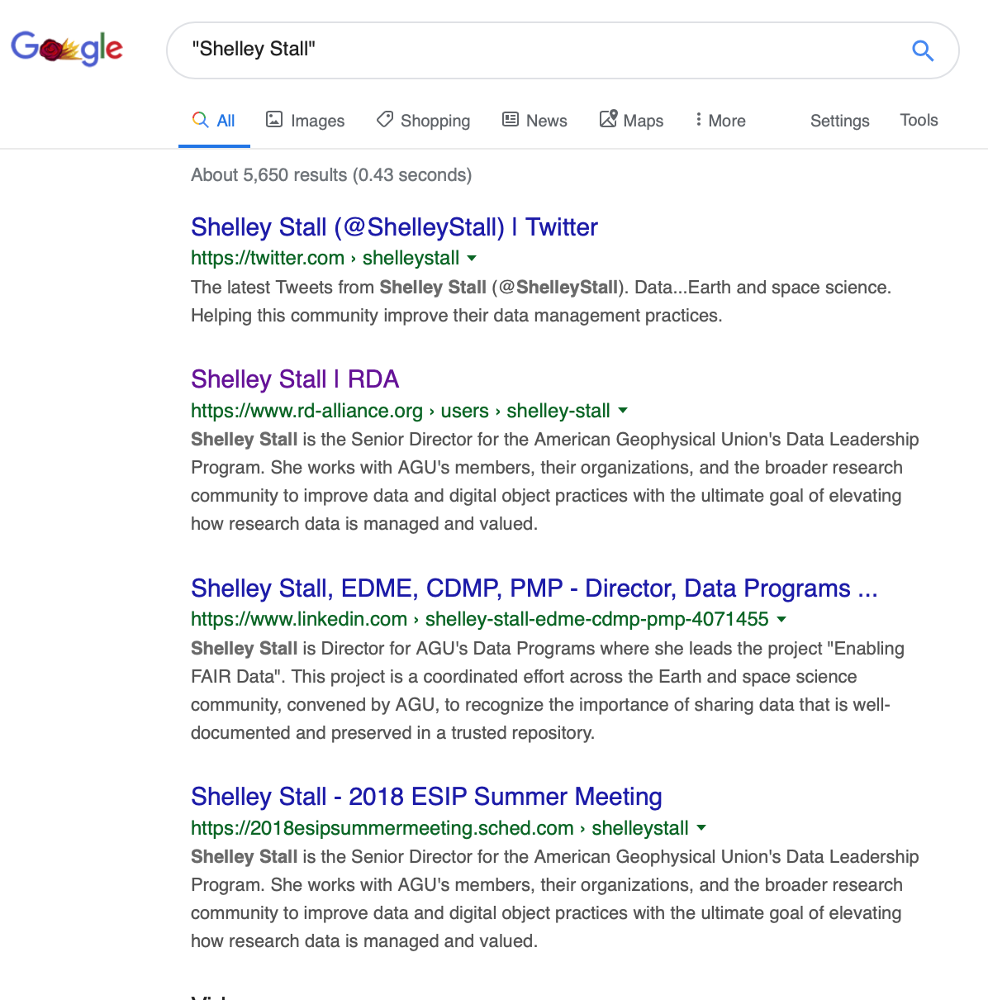 Google
"Shelley Stall"
All Images Shopping News Maps More Settings Tools
About 5,650 results (0.43 seconds)
Shelley Stall (@ShelleyStall) | Twitter
https://twitter.com › shelleystall
The latest Tweets from Shelley Stall (@ShelleyStall). Data...Earth and space science.
Helping this community improve their data management practices.
Shelley Stall | RDA
https://www.rd-alliance.org › users › shelley-stall
Shelley Stall is the Senior Director for the American Geophysical Union's Data Leadership
Program. She works with AGU's members, their organizations, and the broader research
community to improve data and digital object practices with the ultimate goal of elevating
how research data is managed and valued.
Shelley Stall, EDME, CDMP, PMP - Director, Data Programs ...
https://www.linkedin.com › shelley-stall-edme-cdmp-pmp-4071455
Shelley Stall is Director for AGU's Data Programs where she leads the project "Enabling
FAIR Data". This project is a coordinated effort across the Earth and space science
community, convened by AGU, to recognize the importance of sharing data that is well-
documented and preserved in a trusted repository.
Shelley Stall - 2018 ESIP Summer Meeting
https://2018esipsummermeeting.sched.com › shelleystall
Shelley Stall is the Senior Director for the American Geophysical Union's Data Leadership
Program. She works with AGU's members, their organizations, and the broader research
community to improve data and digital object practices with the ultimate goal of elevating
how research data is managed and valued.